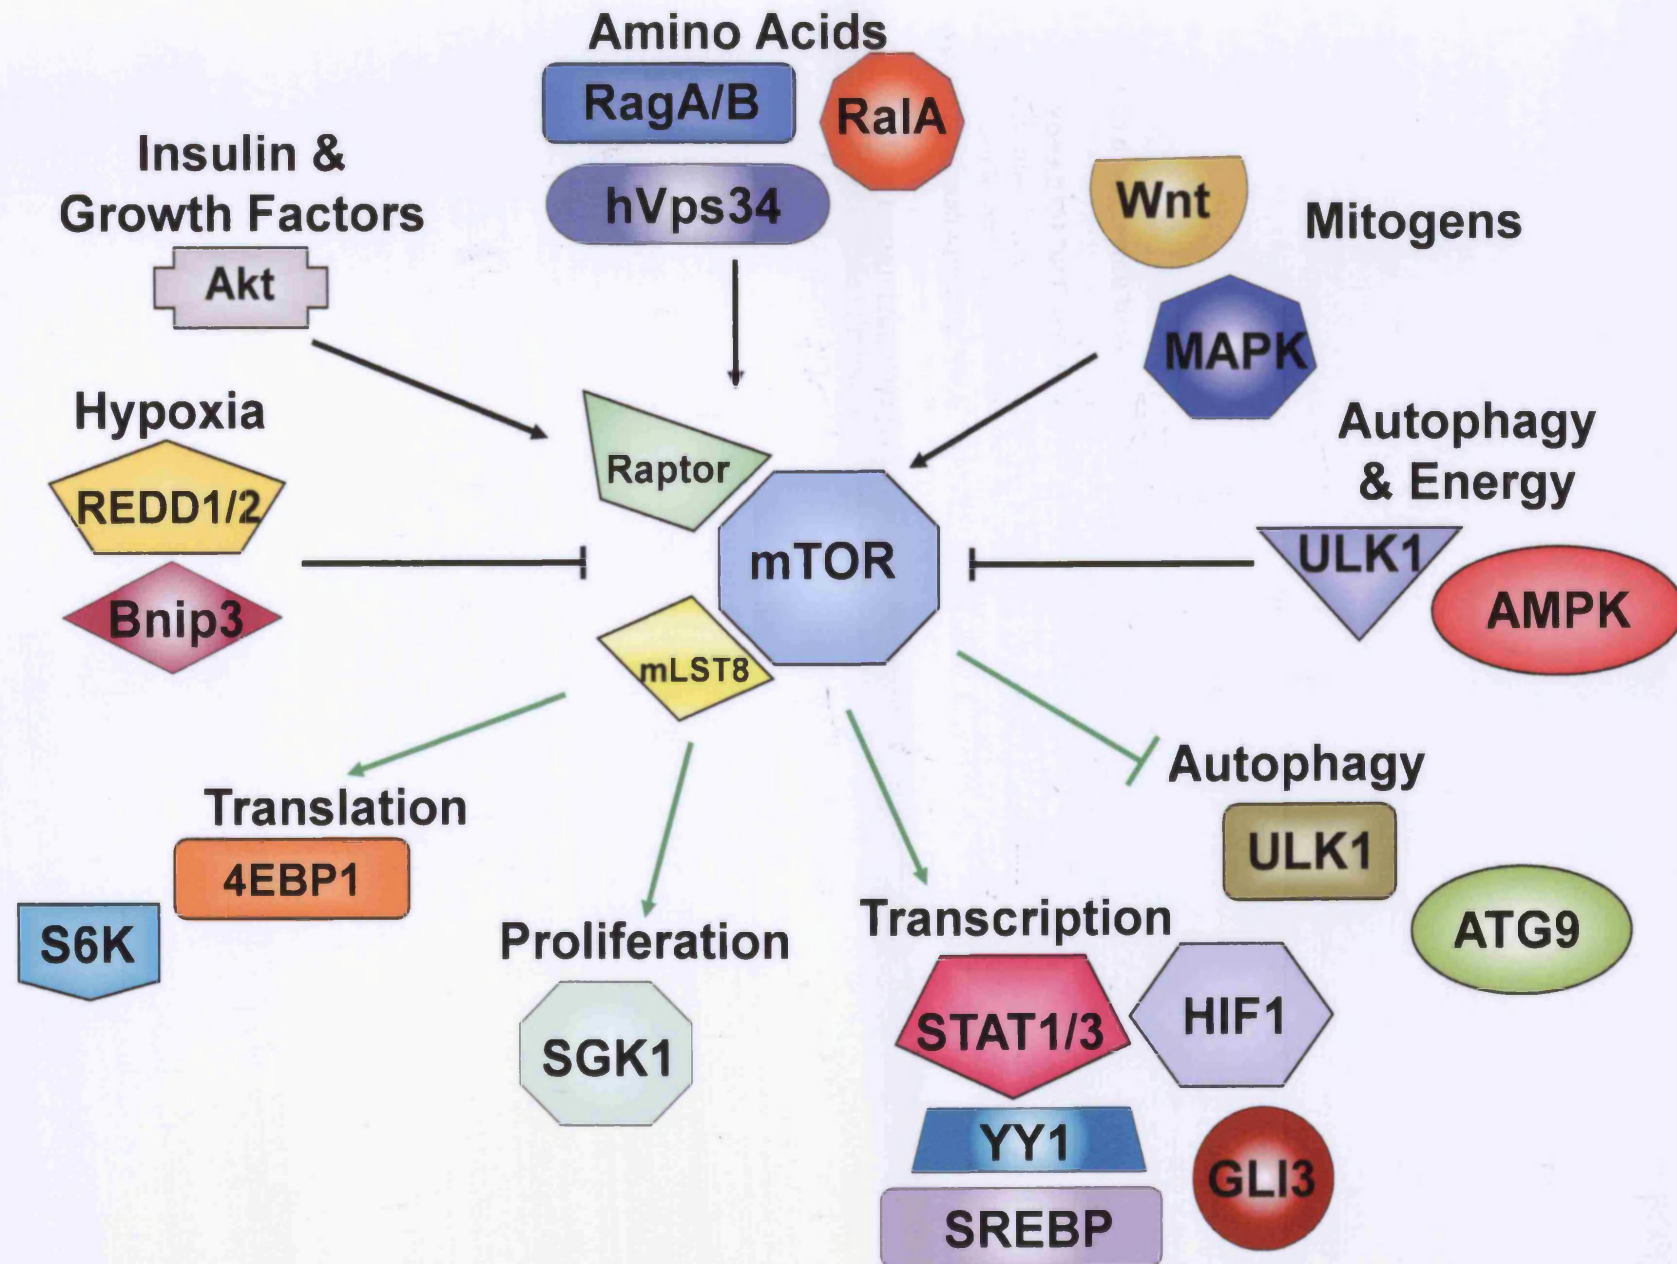 Amino Acids
RagA/B
RalA
hVps34
Insulin &
Growth Factors
Akt
Wnt
Mitogens
MAPK
Hypoxia
REDD1/2
Bnip3
Raptor
mTOR
mLST8
Autophagy
& Energy
ULK1
AMPK
Translation
4EBP1
S6K
Proliferation
SGK1
Transcription
STAT1/3
HIF1
YY1
GLI3
SREBP
Autophagy
ULK1
ATG9